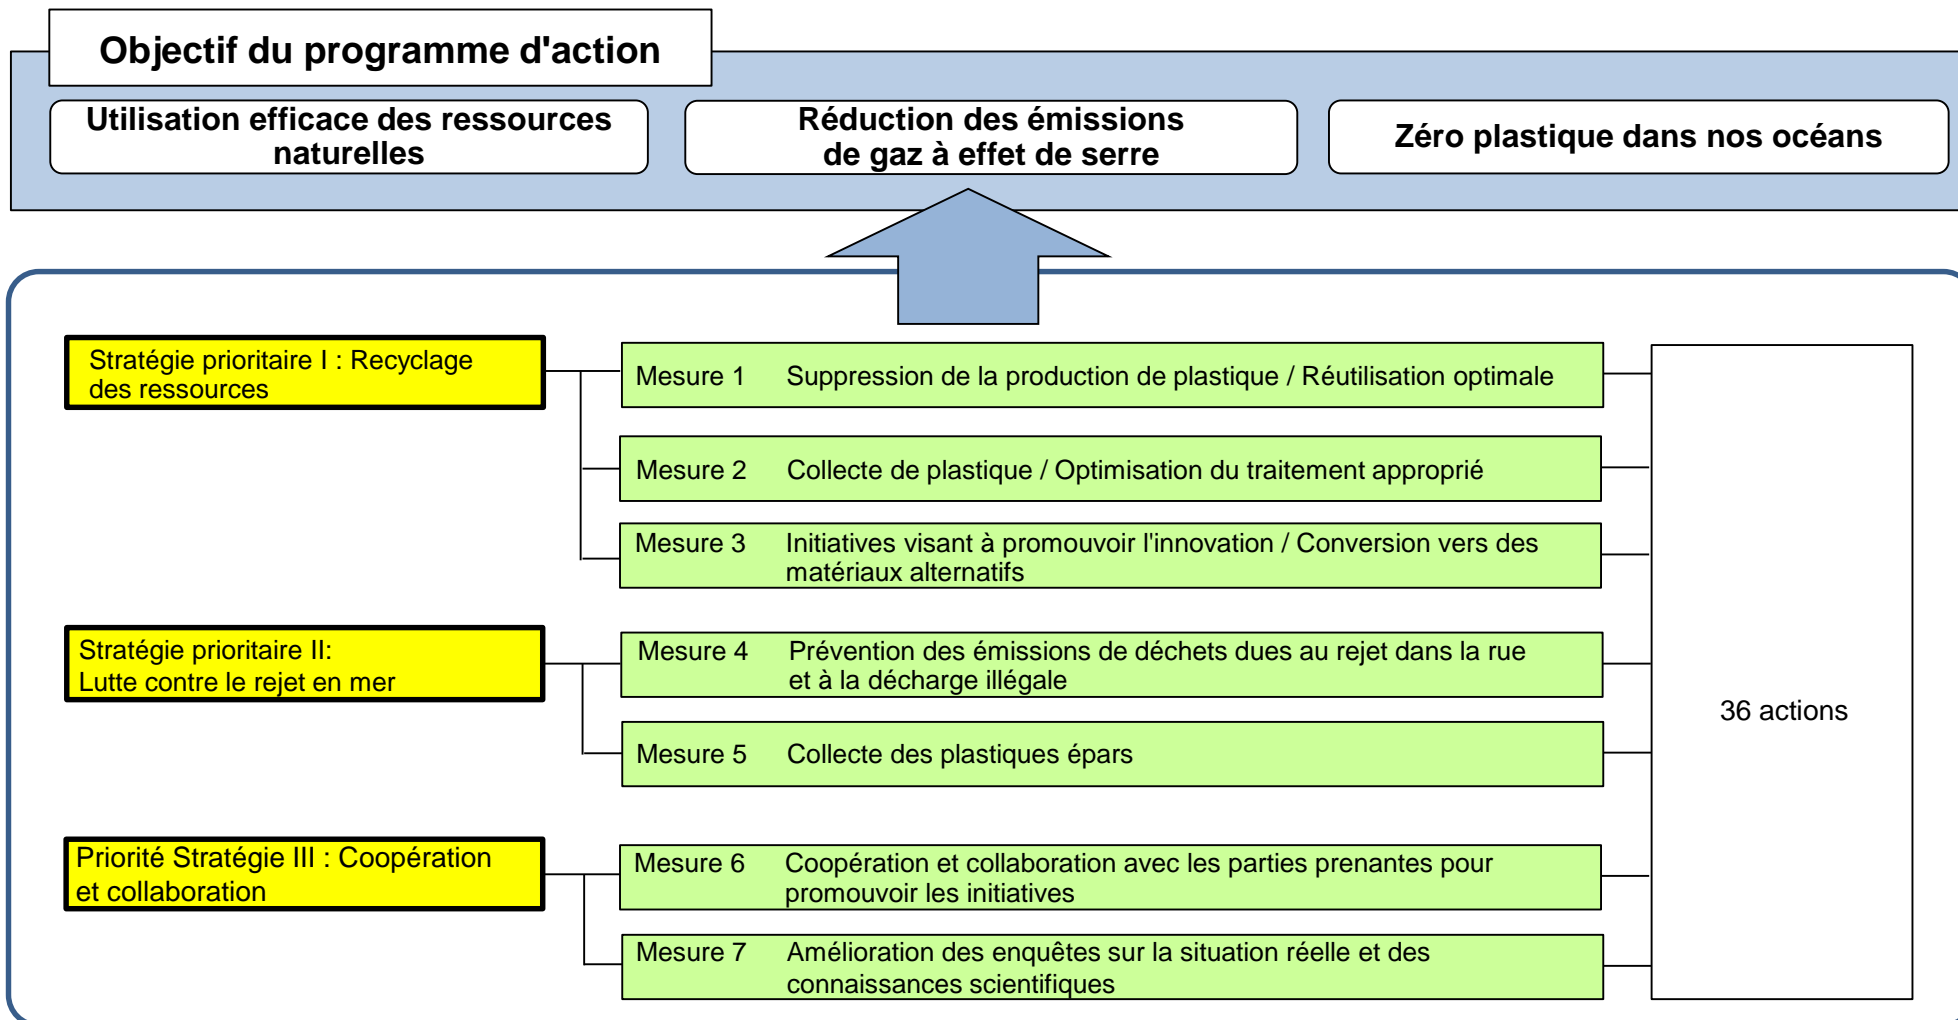 Objectif du programme d'action
Utilisation efficace des ressources
naturelles
Réduction des émissions
de gaz à effet de serre
Zéro plastique dans nos océans
Stratégie prioritaire I : Recyclage
des ressources
Mesure 1 Suppression de la production de plastique / Réutilisation optimale
Mesure 2 Collecte de plastique / Optimisation du traitement approprié
Mesure 3 Initiatives visant à promouvoir l'innovation / Conversion vers des
matériaux alternatifs
Stratégie prioritaire II:
Lutte contre le rejet en mer
Mesure 4 Prévention des émissions de déchets dues au rejet dans la rue
et à la décharge illégale
Mesure 5 Collecte des plastiques épars
Priorité Stratégie III : Coopération
et collaboration
Mesure 6 Coopération et collaboration avec les parties prenantes pour
promouvoir les initiatives
Mesure 7 Amélioration des enquêtes sur la situation réelle et des
connaissances scientifiques
36 actions